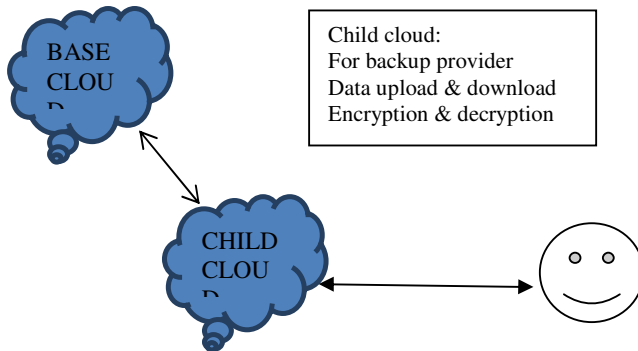 BASE
CLOU
D
Child cloud:
For backup provider
Data upload & download
Encryption & decryption
CHILD
CLOU
D